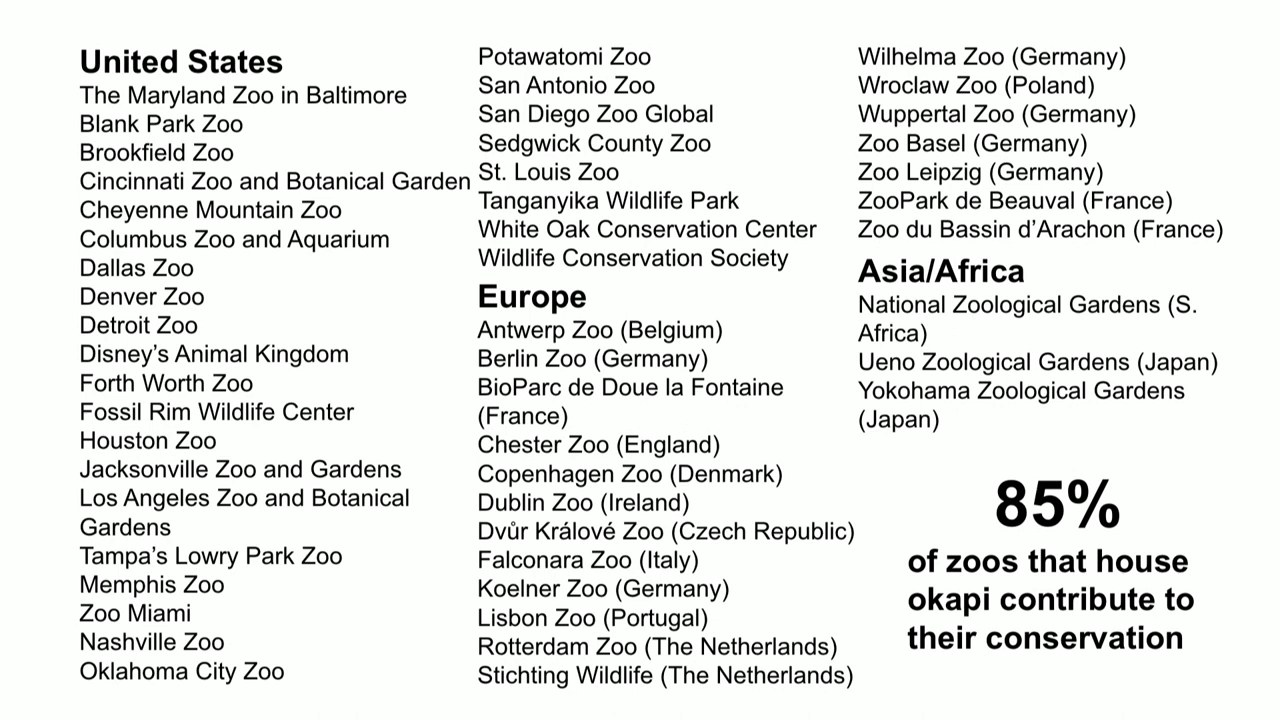 United States
The Maryland Zoo in Baltimore
Blank Park Zoo
Brookfield Zoo
Cincinnati Zoo and Botanical Garden
Cheyenne Mountain Zoo
Columbus Zoo and Aquarium
Dallas Zoo
Denver Zoo
Detroit Zoo
Disney’s Animal Kingdom
Forth Worth Zoo
Fossil Rim Wildlife Center
Houston Zoo
Jacksonville Zoo and Gardens
Los Angeles Zoo and Botanical
Gardens
Tampa’s Lowry Park Zoo
Memphis Zoo
Zoo Miami
Nashville Zoo
Oklahoma City Zoo
Potawatomi Zoo
San Antonio Zoo
San Diego Zoo Global
Sedgwick County Zoo
St. Louis Zoo
Tanganyika Wildlife Park
White Oak Conservation Center
Wildlife Conservation Society
Europe
Antwerp Zoo (Belgium)
Berlin Zoo (Germany)
BioParc de Doue la Fontaine
(France)
Chester Zoo (England)
Copenhagen Zoo (Denmark)
Dublin Zoo (Ireland)
Dvůr Králové Zoo (Czech Republic)
Falconara Zoo (Italy)
Koelner Zoo (Germany)
Lisbon Zoo (Portugal)
Rotterdam Zoo (The Netherlands)
Stichting Wildlife (The Netherlands)
Wilhelma Zoo (Germany)
Wroclaw Zoo (Poland)
Wuppertal Zoo (Germany)
Zoo Basel (Germany)
Zoo Leipzig (Germany)
ZooPark de Beauval (France)
Zoo du Bassin d’Arachon (France)
Asia/Africa
National Zoological Gardens (S.
Africa)
Ueno Zoological Gardens (Japan)
Yokohama Zoological Gardens
(Japan)
85%
of zoos that house
okapi contribute to
their conservation